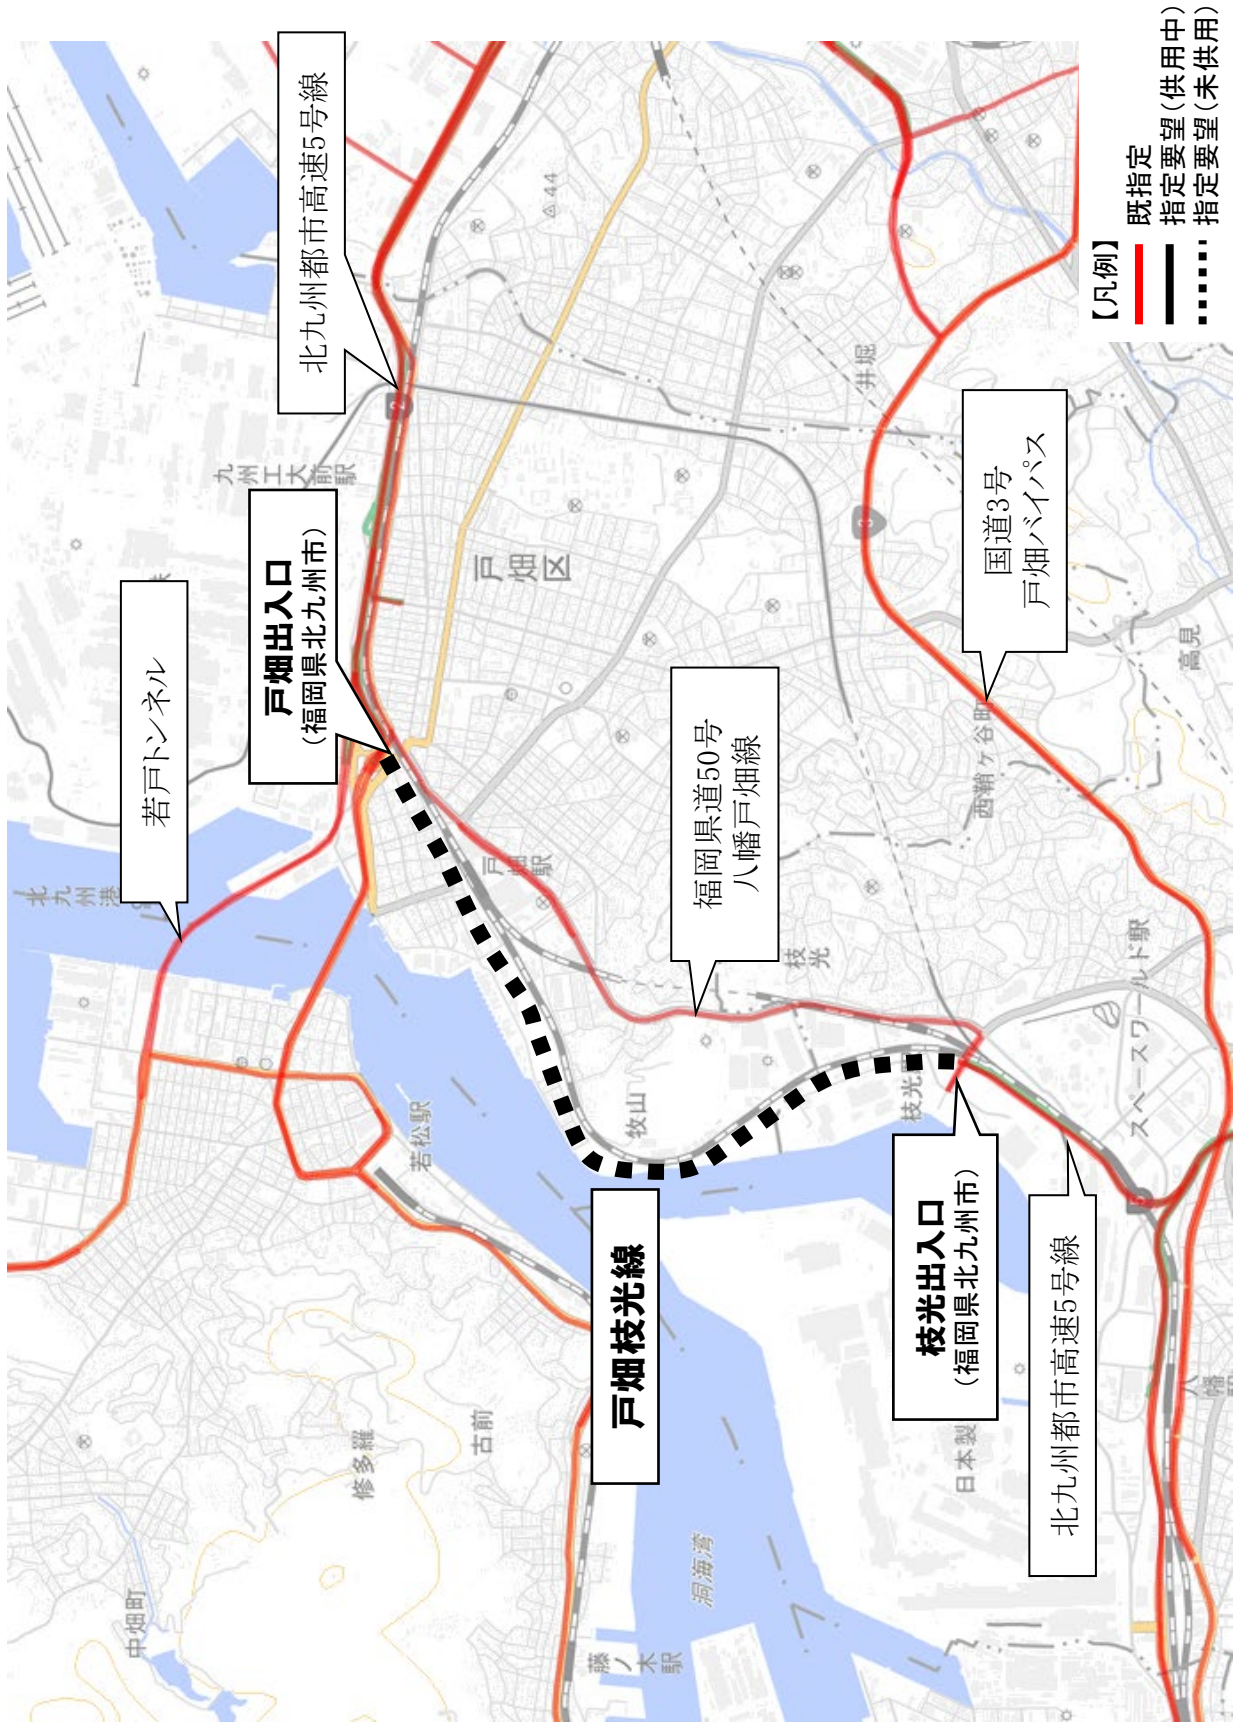 北九州都市高速5号線
九州工大前駅
戸畑出入口
(福岡県北九州市)
若戸トンネル
北九州港
戸畑区
戸畑駅
井堀
国道3号
戸畑バイパス
高見
西鞘ヶ谷町
福岡県道50号
八幡戸畑線
枝光
スペースワールド駅
牧山
若松駅
戸畑枝光線
枝光出入口
(福岡県北九州市)
北九州都市高速5号線
日本製
洞海湾
藤ノ木駅
古前
修多羅
中畑町
44
2
3
5
【凡例】
既指定
指定要望(供用中)
指定要望(未供用)